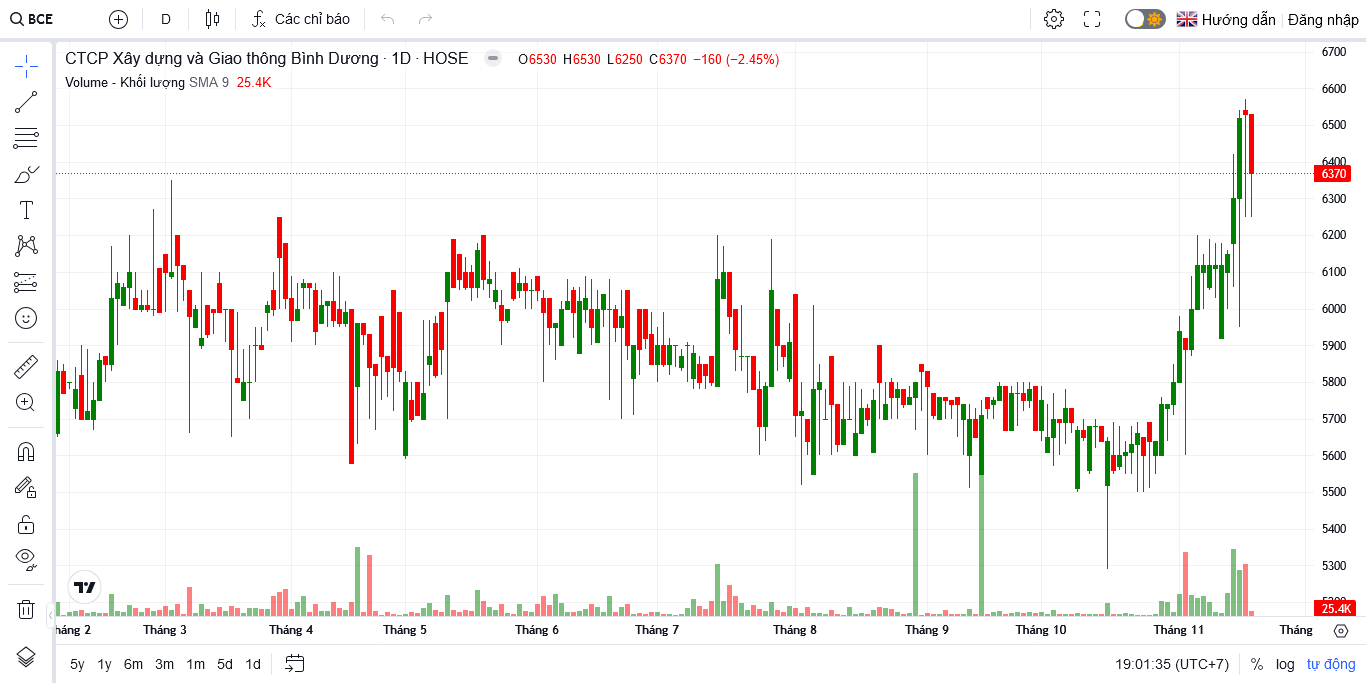 BCE D Các chỉ báo Hướng dẫn Đăng nhập
CTCP Xây dựng và Giao thông Bình Dương · 1D · HOSE O6530 H6530 L6250 C6370 −160 (−2.45%)
Volume - Khối lượng SMA 9 25.4K
6700
6600
6500
6400
6370
6300
6200
6100
6000
5900
5800
5700
5600
5500
5400
5300
5200
25.4K
háng 2 Tháng 3 Tháng 4 Tháng 5 Tháng 6 Tháng 7 Tháng 8 Tháng 9 Tháng 10 Tháng 11 Tháng
5y 1y 6m 3m 1m 5d 1d 19:01:35 (UTC+7) % log tự động